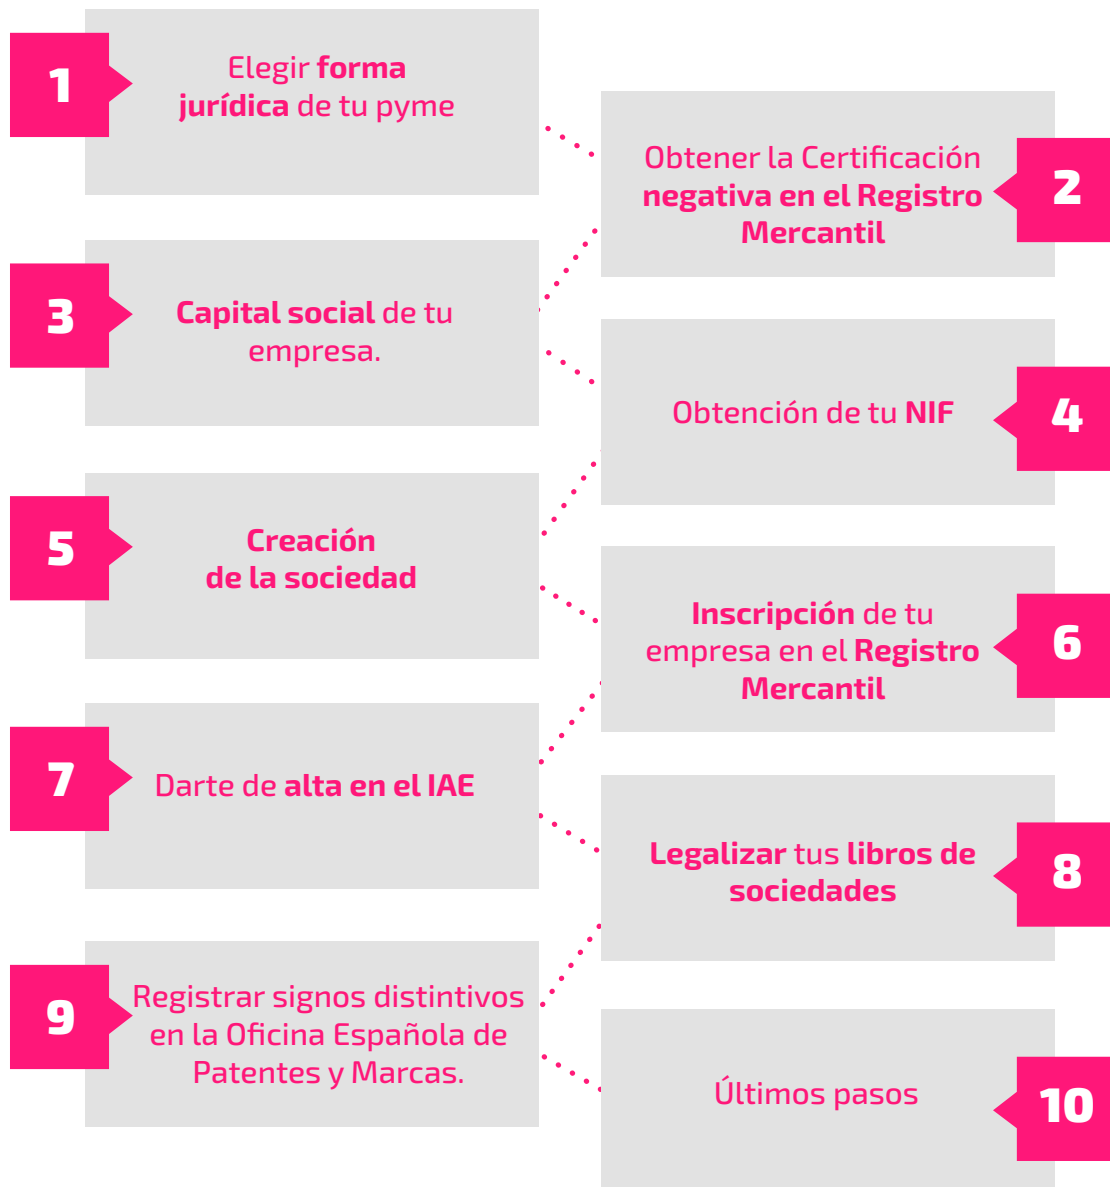 1
Elegir forma
jurídica de tu pyme
2
Obtener la Certificación
negativa en el Registro
Mercantil
3
Capital social de tu
empresa.
4
Obtención de tu NIF
5
Creación
de la sociedad
6
Inscripción de tu
empresa en el Registro
Mercantil
7
Darte de alta en el IAE
8
Legalizar tus libros de
sociedades
9
Registrar signos distintivos
en la Oficina Española de
Patentes y Marcas.
10
Últimos pasos